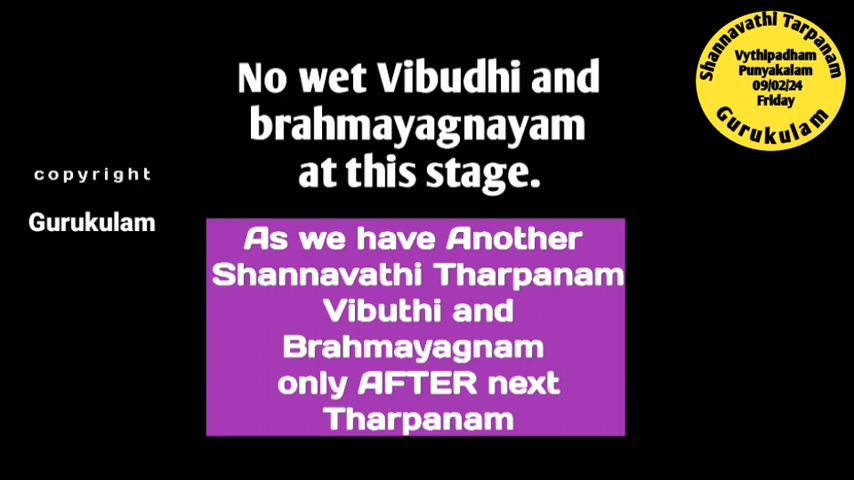 No wet Vibudhi and
brahmayagnayam
at this stage.
copyright
Gurukulam
As we have Another
Shannavathi Tharpanam
Vibuthi and
Brahmayagnam
only AFTER next
Tharpanam
Shannavathi Tarpanam
Vythipadham
Punyakalam
09/02/24
Friday
Gurukulam